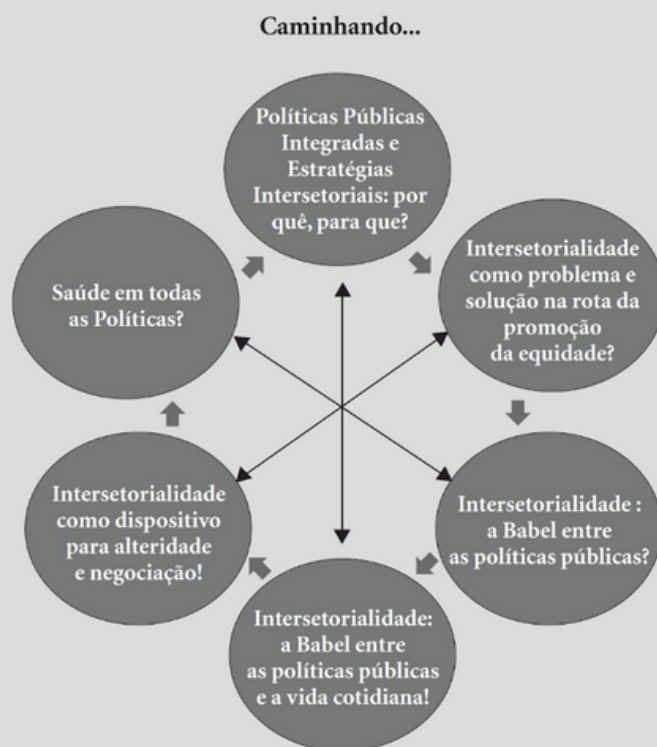 Caminhando...
Políticas Públicas
Integradas e
Estratégias
Intersetoriais: por
quê, para que?
Intersetorialidade
como problema e
solução na rota da
promoção
da equidade?
Intersetorialidade :
a Babel entre
as políticas públicas?
Intersetorialidade:
a Babel entre
as políticas públicas
e a vida cotidiana!
Intersetorialidade
como dispositivo
para alteridade
e negociação!
Saúde em todas
as Políticas?